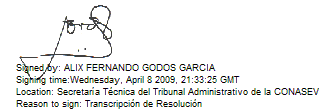 Signed by: ALIX FERNANDO GODOS GARCIA
Signing time:Wednesday, April 8 2009, 21:33:25 GMT
Location: Secretaría Técnica del Tribunal Administrativo de la CONASEV
Reason to sign: Transcripción de Resolución